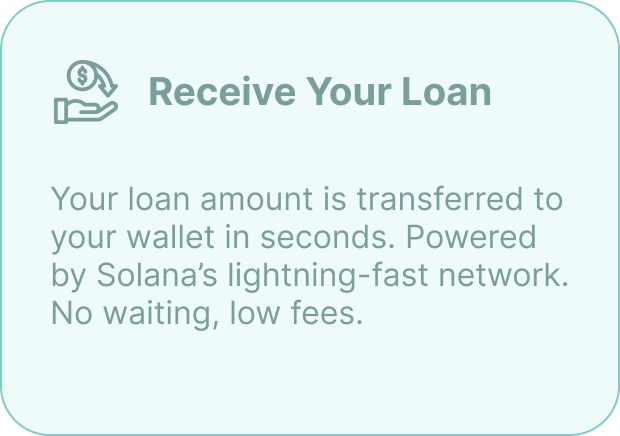 $
Receive Your Loan
Your loan amount is transferred to
your wallet in seconds. Powered
by Solana’s lightning-fast network.
No waiting, low fees.